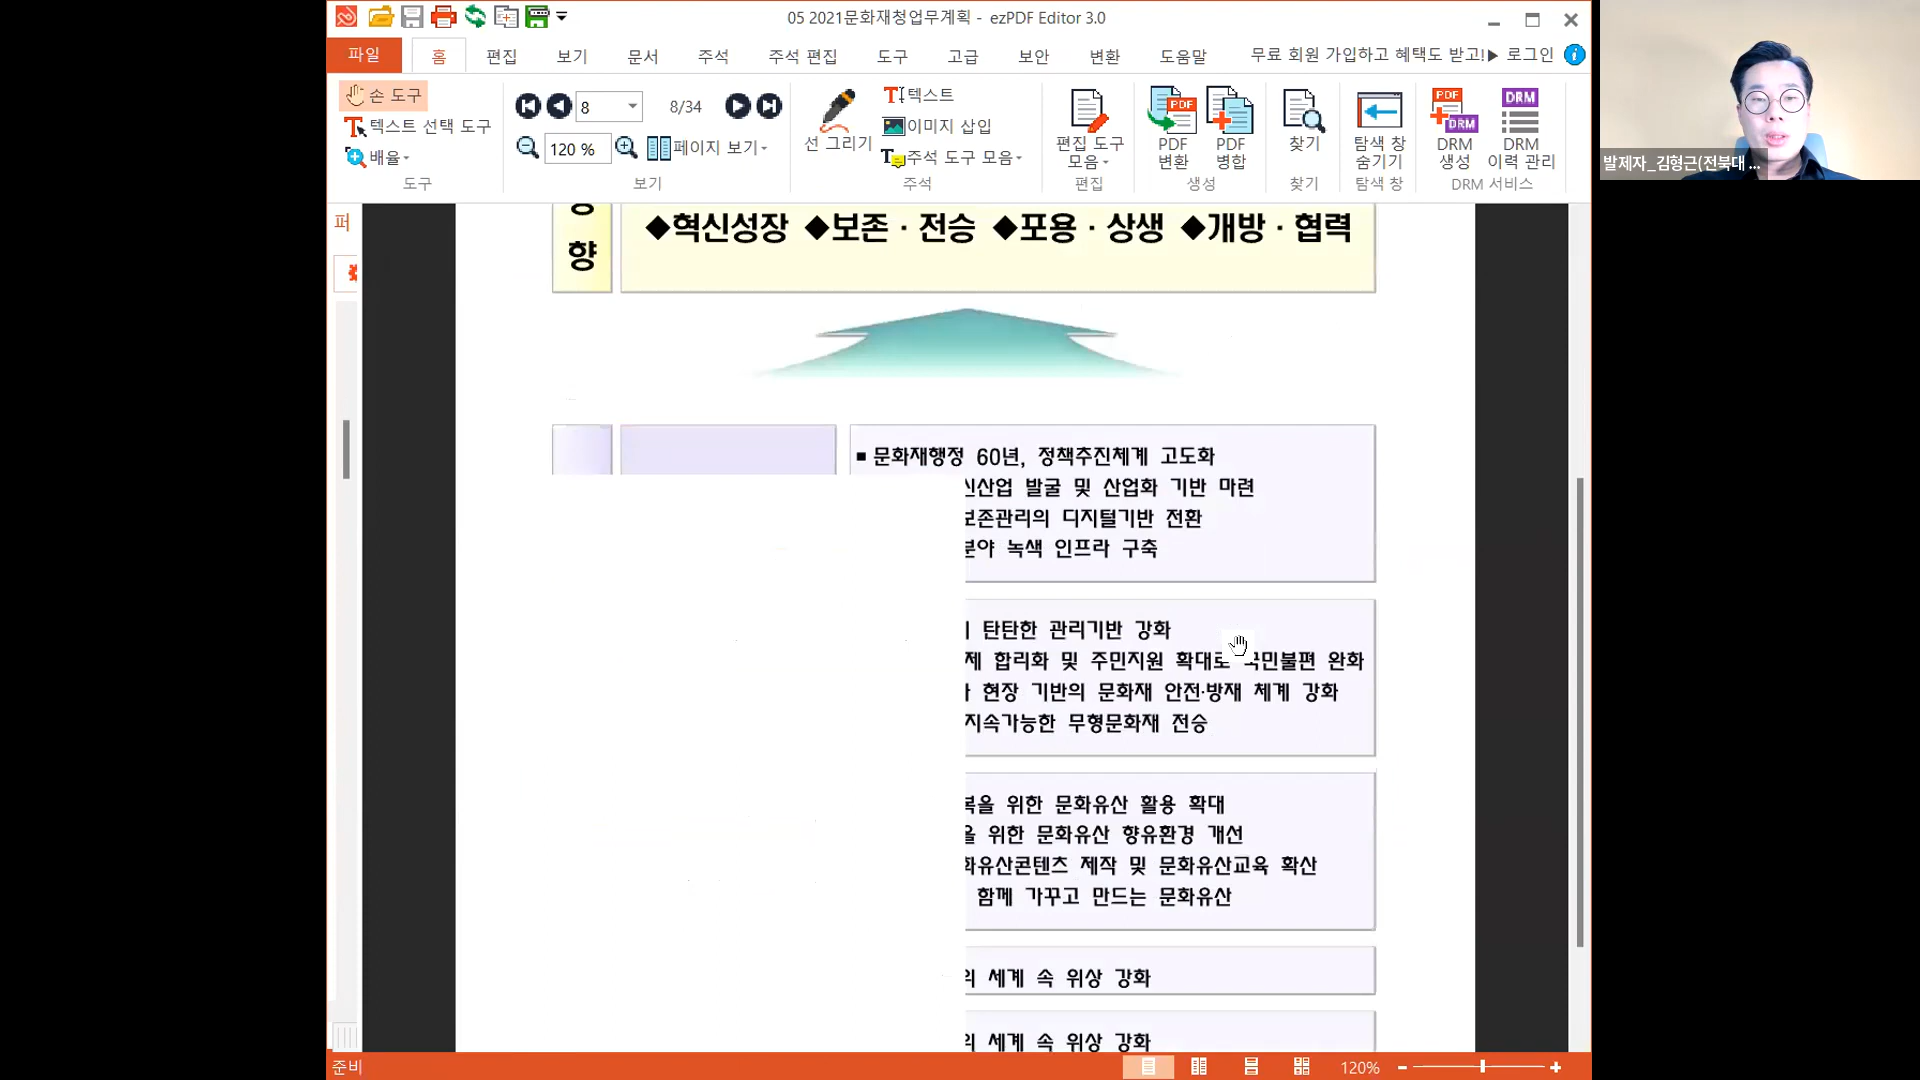 05 2021문화재청업무계획 - ezPDF Editor 3.0
파일 홈 편집 보기 문서 주석 주석 편집 도구 고급 보안 변환 도움말 무료 회원 가입하고 혜택도 받고!▶ 로그인
손 도구
텍스트 선택 도구
배율
도구
8 8/34
120 % 페이지 보기
보기
선 그리기
텍스트
이미지 삽입
주석 도구 모음
주석
편집 도구
모음
편집
PDF
변환
PDF
병합
생성
찾기
찾기
탐색 창
숨기기
탐색 창
DRM
생성
DRM
이력 관리
DRM 서비스
발제자_김형근(전북대 ...
퍼
향
◆혁신성장 ◆보존 · 전승 ◆포용 · 상생 ◆개방 · 협력
■ 문화재행정 60년, 정책추진체계 고도화
신산업 발굴 및 산업화 기반 마련
보존관리의 디지털기반 전환
분야 녹색 인프라 구축
탄탄한 관리기반 강화
합리화 및 주민지원 확대로 국민불편 완화
현장 기반의 문화재 안전·방재 체계 강화
지속가능한 무형문화재 전승
위한 문화유산 활용 확대
을 위한 문화유산 향유환경 개선
화유산콘텐츠 제작 및 문화유산교육 확산
함께 가꾸고 만드는 문화유산
세계 속 위상 강화
세계 속 위상 강화
준비
120%